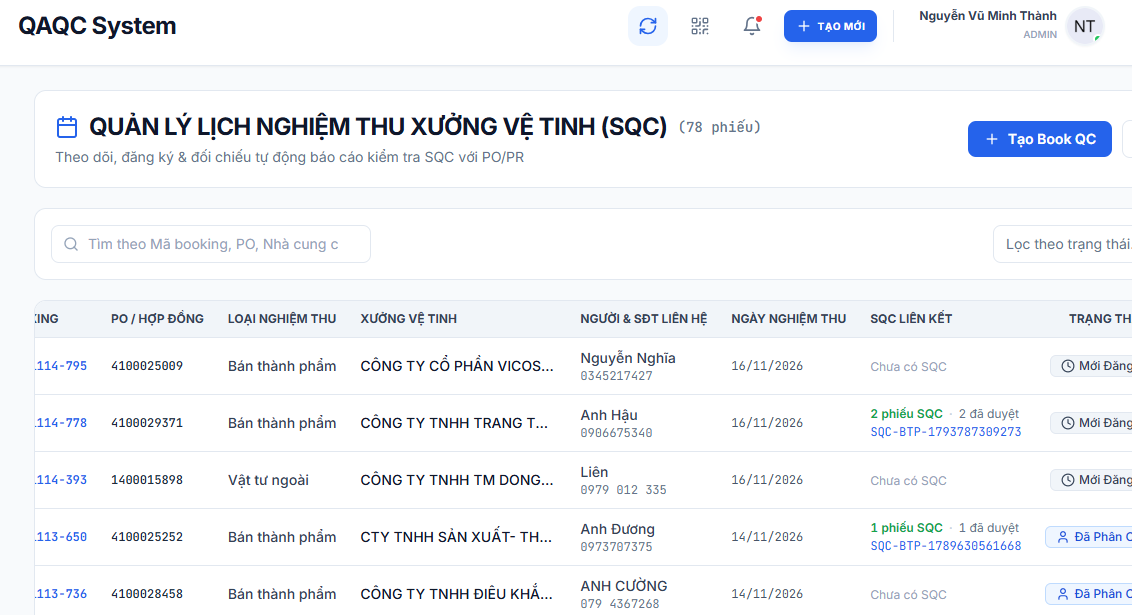 QAQC System
TẠO MỚI
Nguyễn Vũ Minh Thành
ADMIN
NT
QUẢN LÝ LỊCH NGHIỆM THU XƯỞNG VỆ TINH (SQC) (78 phiếu)
Theo dõi, đăng ký & đối chiếu tự động báo cáo kiểm tra SQC với PO/PR
Tạo Book QC
Tìm theo Mã booking, PO, Nhà cung c
Lọc theo trạng thái.
KING PO / HỢP ĐỒNG LOẠI NGHIỆM THU XƯỞNG VỆ TINH NGƯỜI & SĐT LIÊN HỆ NGÀY NGHIỆM THU SQC LIÊN KẾT TRẠNG TH
1114-795 4100025009 Bán thành phẩm CÔNG TY CỔ PHẦN VICOS... Nguyễn Nghĩa 16/11/2026 Chưa có SQC Mới Đăng
0345217427
1114-778 4100029371 Bán thành phẩm CÔNG TY TNHH TRANG T... Anh Hậu 16/11/2026 2 phiếu SQC · 2 đã duyệt Mới Đăng
0906675340 SQC-BTP-1793787309273
1114-393 1400015898 Vật tư ngoài CÔNG TY TNHH TM DONG... Liên 16/11/2026 Chưa có SQC Mới Đăng
0979 012 335
1113-650 4100025252 Bán thành phẩm CTY TNHH SẢN XUẤT- TH... Anh Đương 14/11/2026 1 phiếu SQC · 1 đã duyệt Đã Phân C
0973707375 SQC-BTP-1789630561668
1113-736 4100028458 Bán thành phẩm CÔNG TY TNHH ĐIÊU KHẮ... ANH CƯỜNG 14/11/2026 Chưa có SQC Đã Phân C
079 4367268